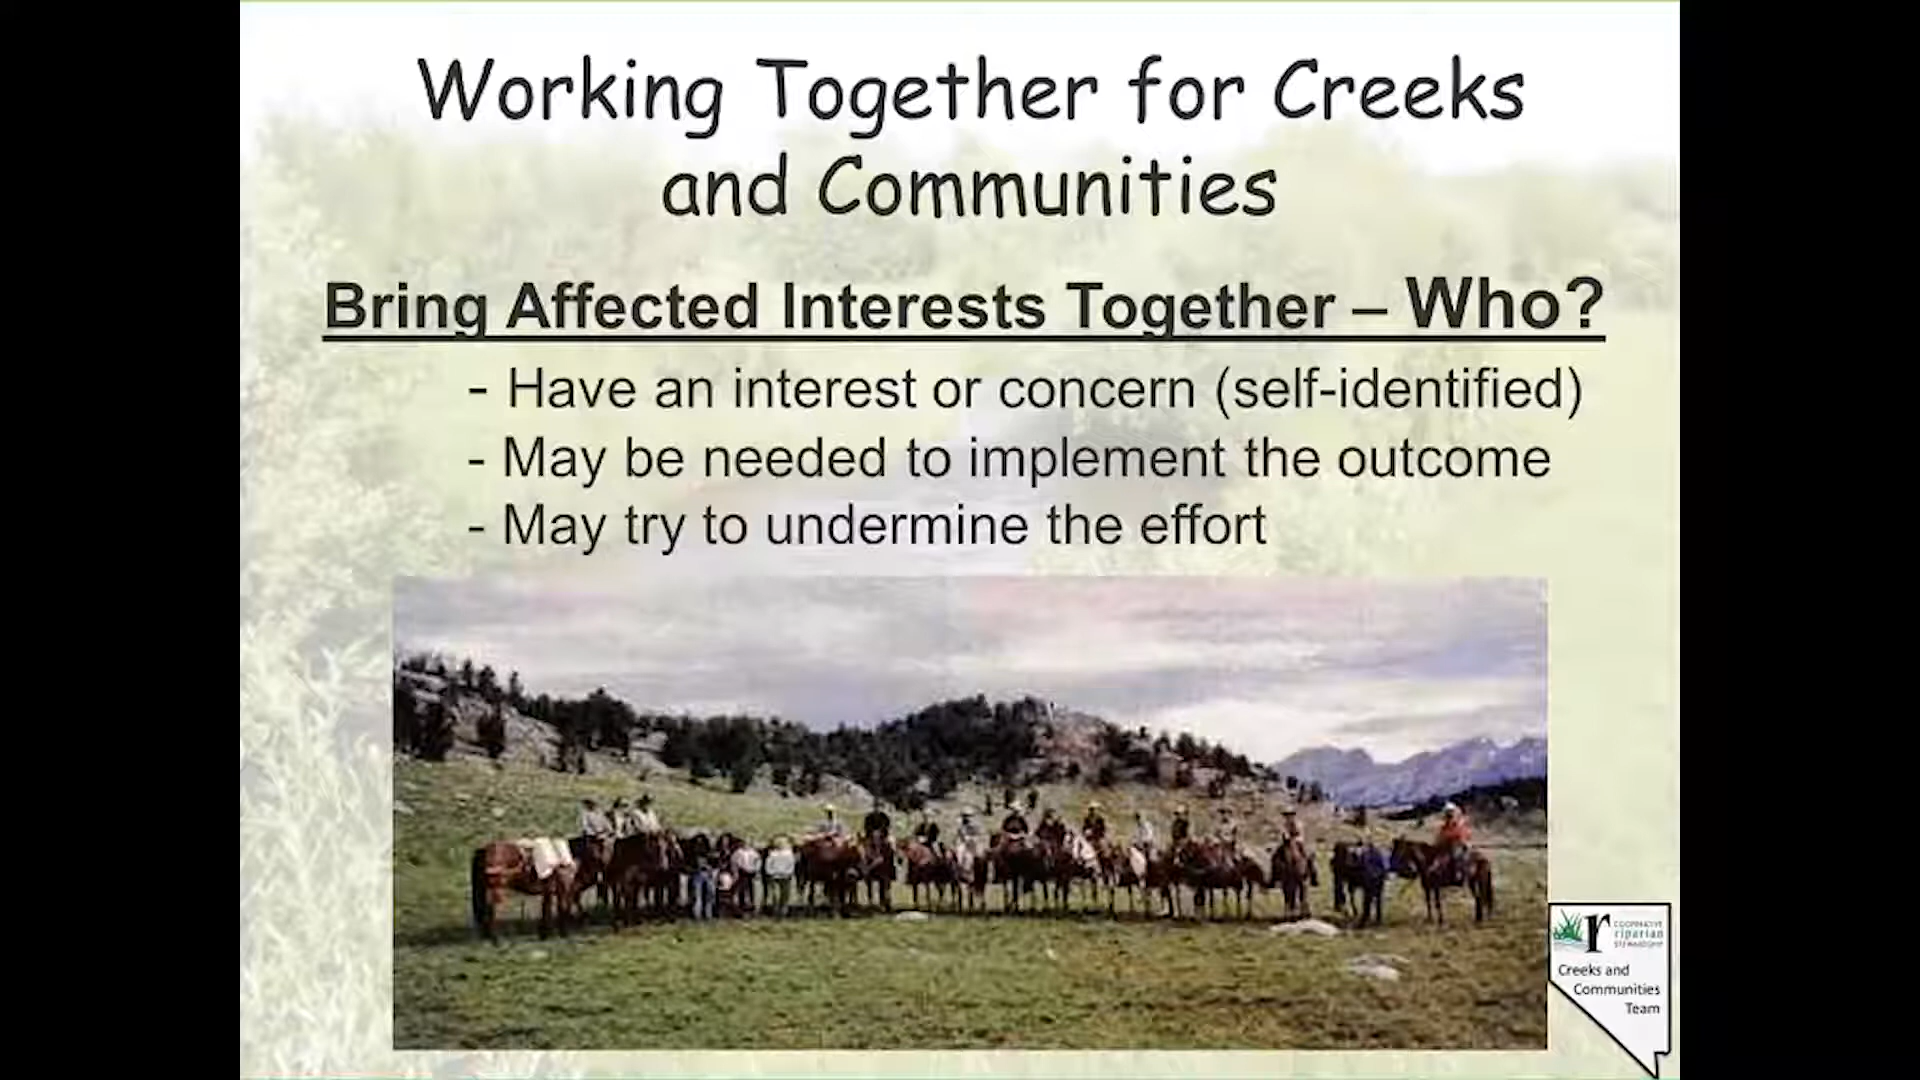 Working Together for Creeks
and Communities
Bring Affected Interests Together – Who?
- Have an interest or concern (self-identified)
- May be needed to implement the outcome
- May try to undermine the effort
r
COOPERATIVE
riparian
STEWARDSHIP
Creeks and
Communities
Team